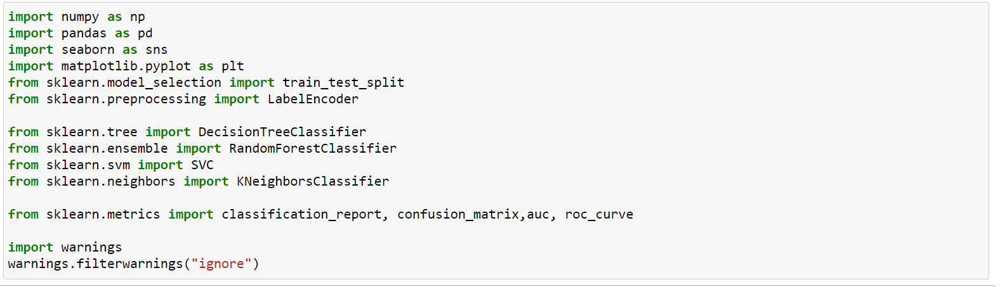 import numpy as np
import pandas as pd
import seaborn as sns
import matplotlib.pyplot as plt
from sklearn.model_selection import train_test_split
from sklearn.preprocessing import LabelEncoder
from sklearn.tree import DecisionTreeClassifier
from sklearn.ensemble import RandomForestClassifier
from sklearn.svm import SVC
from sklearn.neighbors import KNeighborsClassifier
from sklearn.metrics import classification_report, confusion_matrix,auc, roc_curve
import warnings
warnings.filterwarnings("ignore")